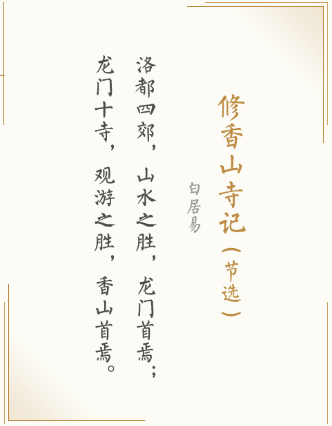 修香山寺记（节选）
白居易
洛都四郊，山水之胜，龙门首焉；
龙门十寺，观游之胜，香山首焉。